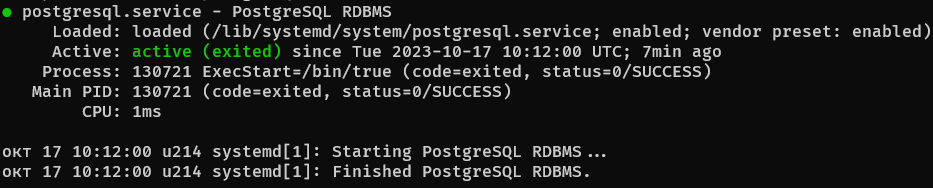 ● postgresql.service - PostgreSQL RDBMS
Loaded: loaded (/lib/systemd/system/postgresql.service; enabled; vendor preset: enabled)
Active: active (exited) since Tue 2023-10-17 10:12:00 UTC; 7min ago
Process: 130721 ExecStart=/bin/true (code=exited, status=0/SUCCESS)
Main PID: 130721 (code=exited, status=0/SUCCESS)
CPU: 1ms

окт 17 10:12:00 u214 systemd[1]: Starting PostgreSQL RDBMS...
окт 17 10:12:00 u214 systemd[1]: Finished PostgreSQL RDBMS.